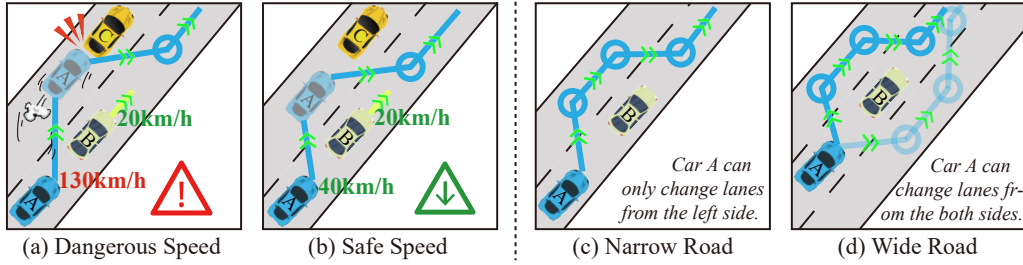 C
A
20km/h
B
130km/h
A
!
(a) Dangerous Speed
C
A
20km/h
B
40km/h
A
(b) Safe Speed
B
A
Car A can
only change lanes
from the left side.
(c) Narrow Road
B
A
Car A can
change lanes fr-
om the both sides.
(d) Wide Road